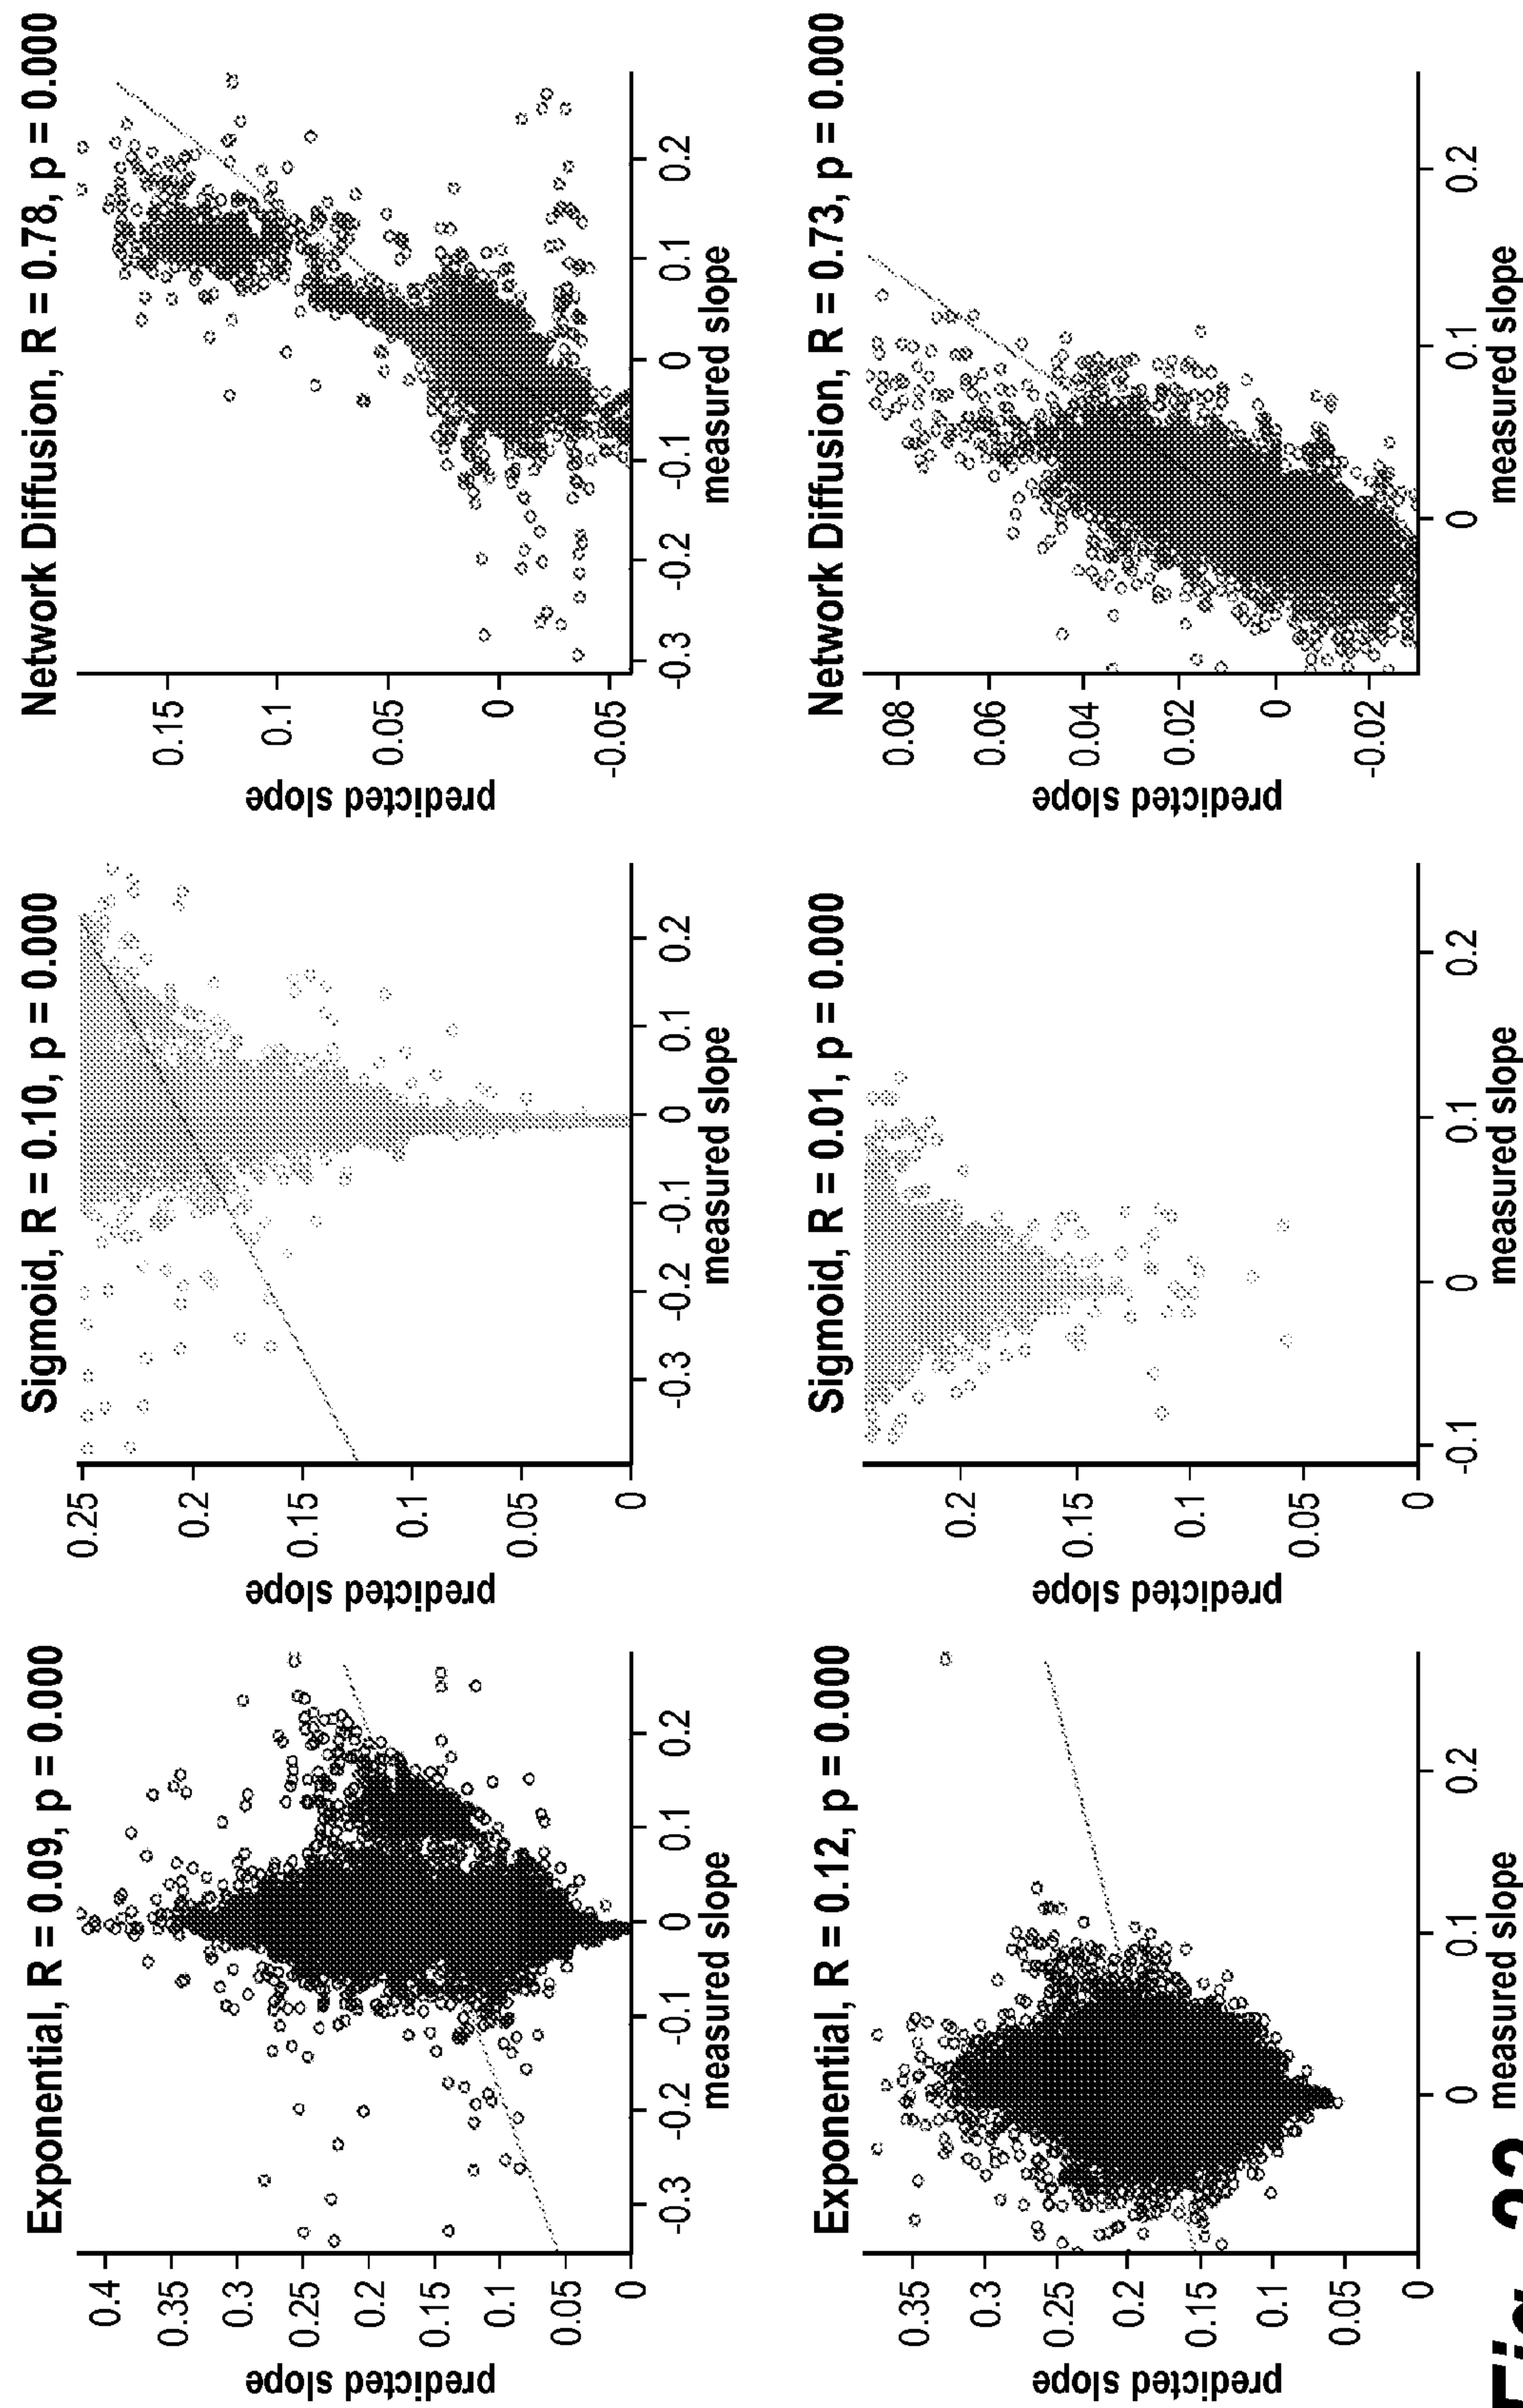 Exponential, R = 0.09, p = 0.000
predicted slope
0.4
0.35
0.3
0.25
0.2
0.15
0.1
0.05
0
-0.3 -0.2 -0.1 0 0.1 0.2
measured slope
Sigmoid, R = 0.10, p = 0.000
predicted slope
0.25
0.2
0.15
0.1
0.05
0
-0.3 -0.2 -0.1 0 0.1 0.2
measured slope
Network Diffusion, R = 0.78, p = 0.000
predicted slope
0.15
0.1
0.05
0
-0.05
-0.3 -0.2 -0.1 0 0.1 0.2
measured slope
Exponential, R = 0.12, p = 0.000
predicted slope
0.35
0.3
0.25
0.2
0.15
0.1
0.05
0
0 0.1 0.2
measured slope
Sigmoid, R = 0.01, p = 0.000
predicted slope
0.2
0.15
0.1
0.05
0
-0.1 0 0.1 0.2
measured slope
Network Diffusion, R = 0.73, p = 0.000
predicted slope
0.08
0.06
0.04
0.02
0
-0.02
0 0.1 0.2
measured slope
Fig.